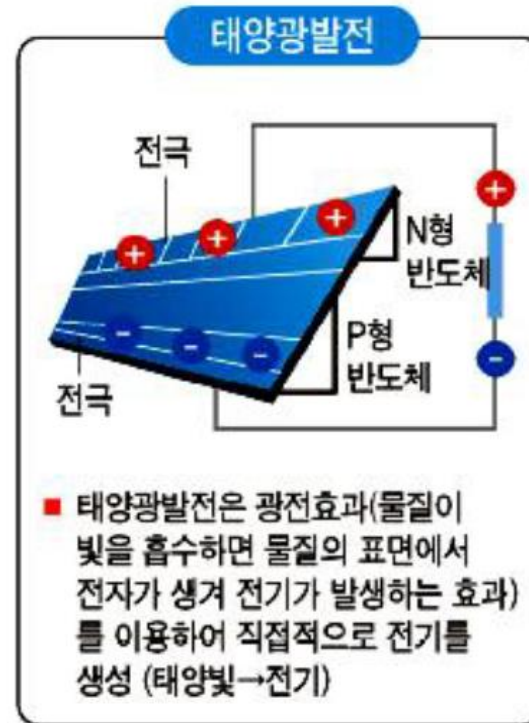 태양광발전
전극
+
+
+
+
N형
반도체
P형
반도체
-
-
-
-
전극
■ 태양광발전은 광전효과(물질이
빛을 흡수하면 물질의 표면에서
전자가 생겨 전기가 발생하는 효과)
를 이용하여 직접적으로 전기를
생성 (태양빛→전기)